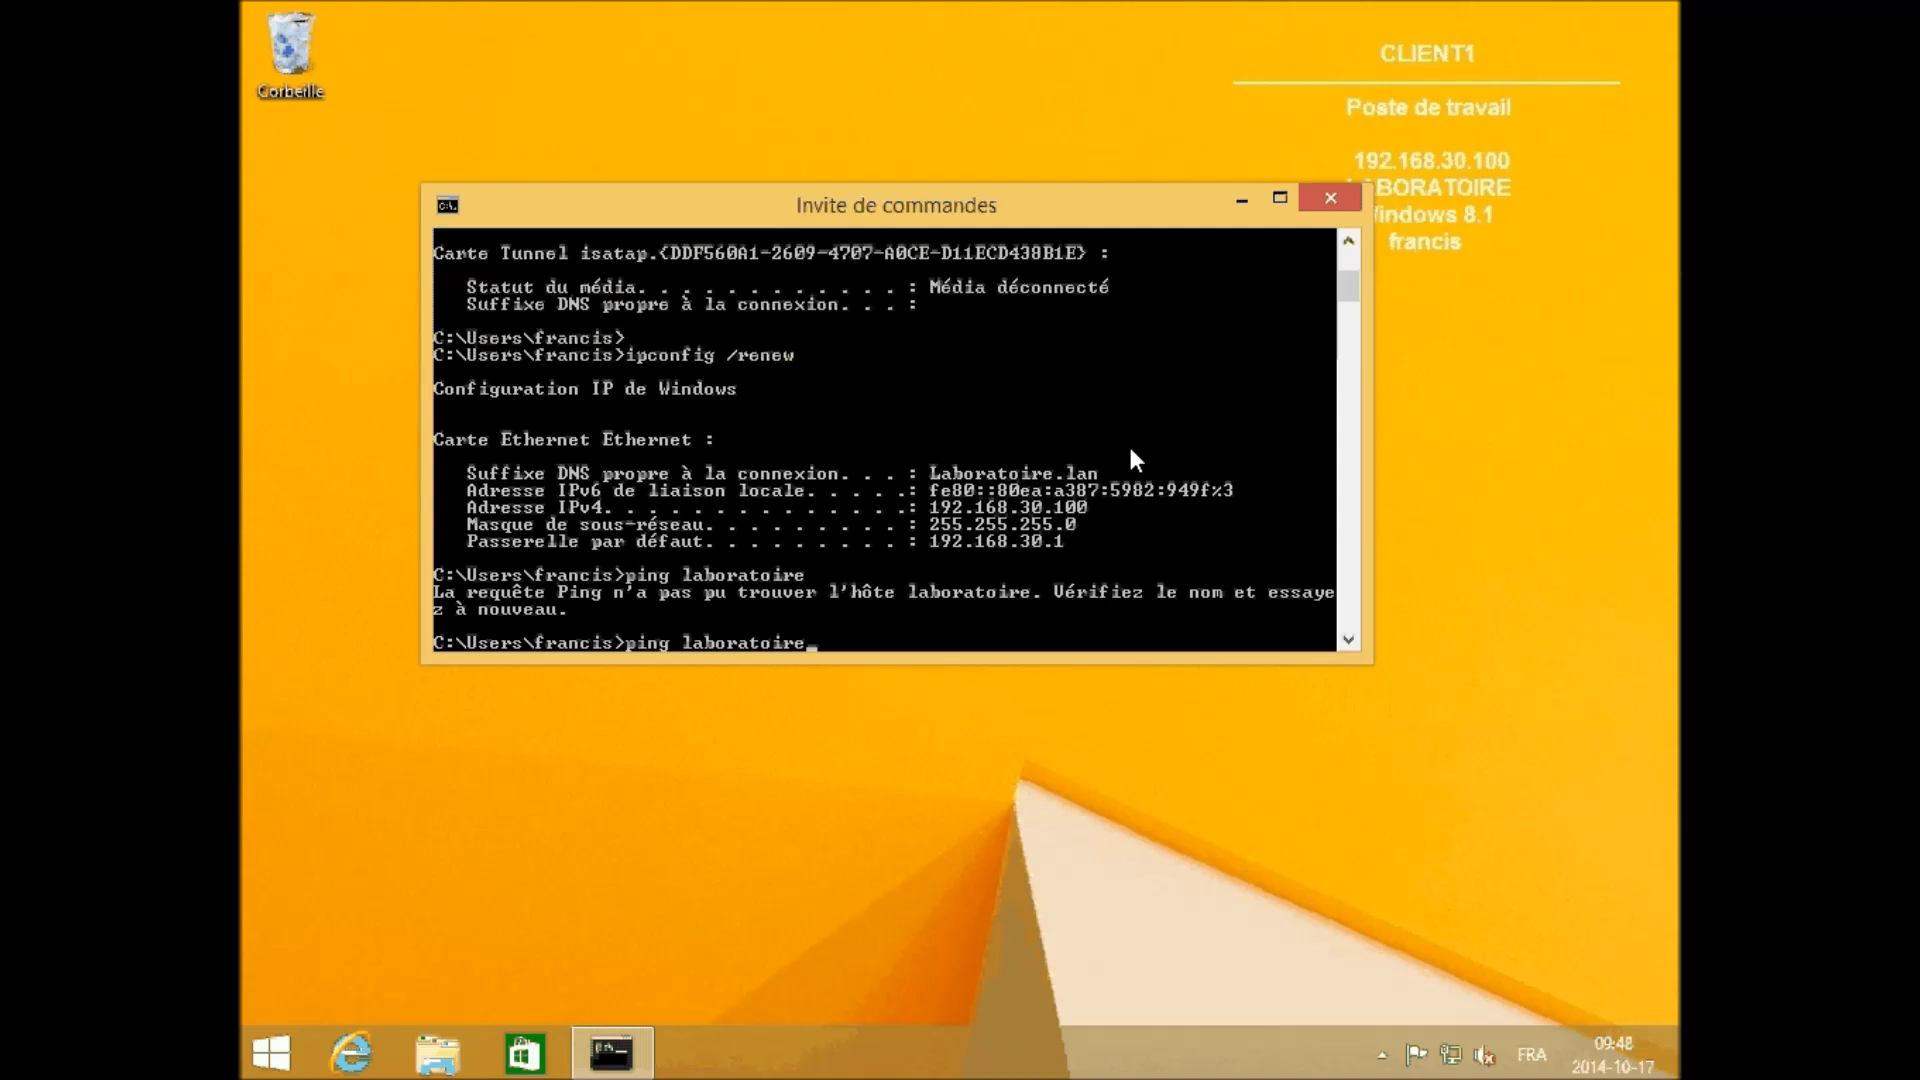 Corbeille
CLIENT1
Poste de travail
192.168.30.100
ABORATOIRE
indows 8.1
francis
Invite de commandes
Carte Tunnel isatap.{DDF560A1-2609-4707-A0CE-D11ECD438B1E} :
Statut du média. . . . . . . . . . . . : Média déconnecté
Suffixe DNS propre à la connexion. . . :
C:\Users\francis>
C:\Users\francis>ipconfig /renew
Configuration IP de Windows
Carte Ethernet Ethernet :
Suffixe DNS propre à la connexion. . . : Laboratoire.lan
Adresse IPv6 de liaison locale. . . . .: fe80::80ea:a387:5982:949f%3
Adresse IPv4. . . . . . . . . . . . . .: 192.168.30.100
Masque de sous-réseau. . . . . . . . . : 255.255.255.0
Passerelle par défaut. . . . . . . . . : 192.168.30.1
C:\Users\francis>ping laboratoire
La requête Ping n'a pas pu trouver l'hôte laboratoire. Vérifiez le nom et essaye
z à nouveau.
C:\Users\francis>ping laboratoire_
FRA
09:48
2014-10-17